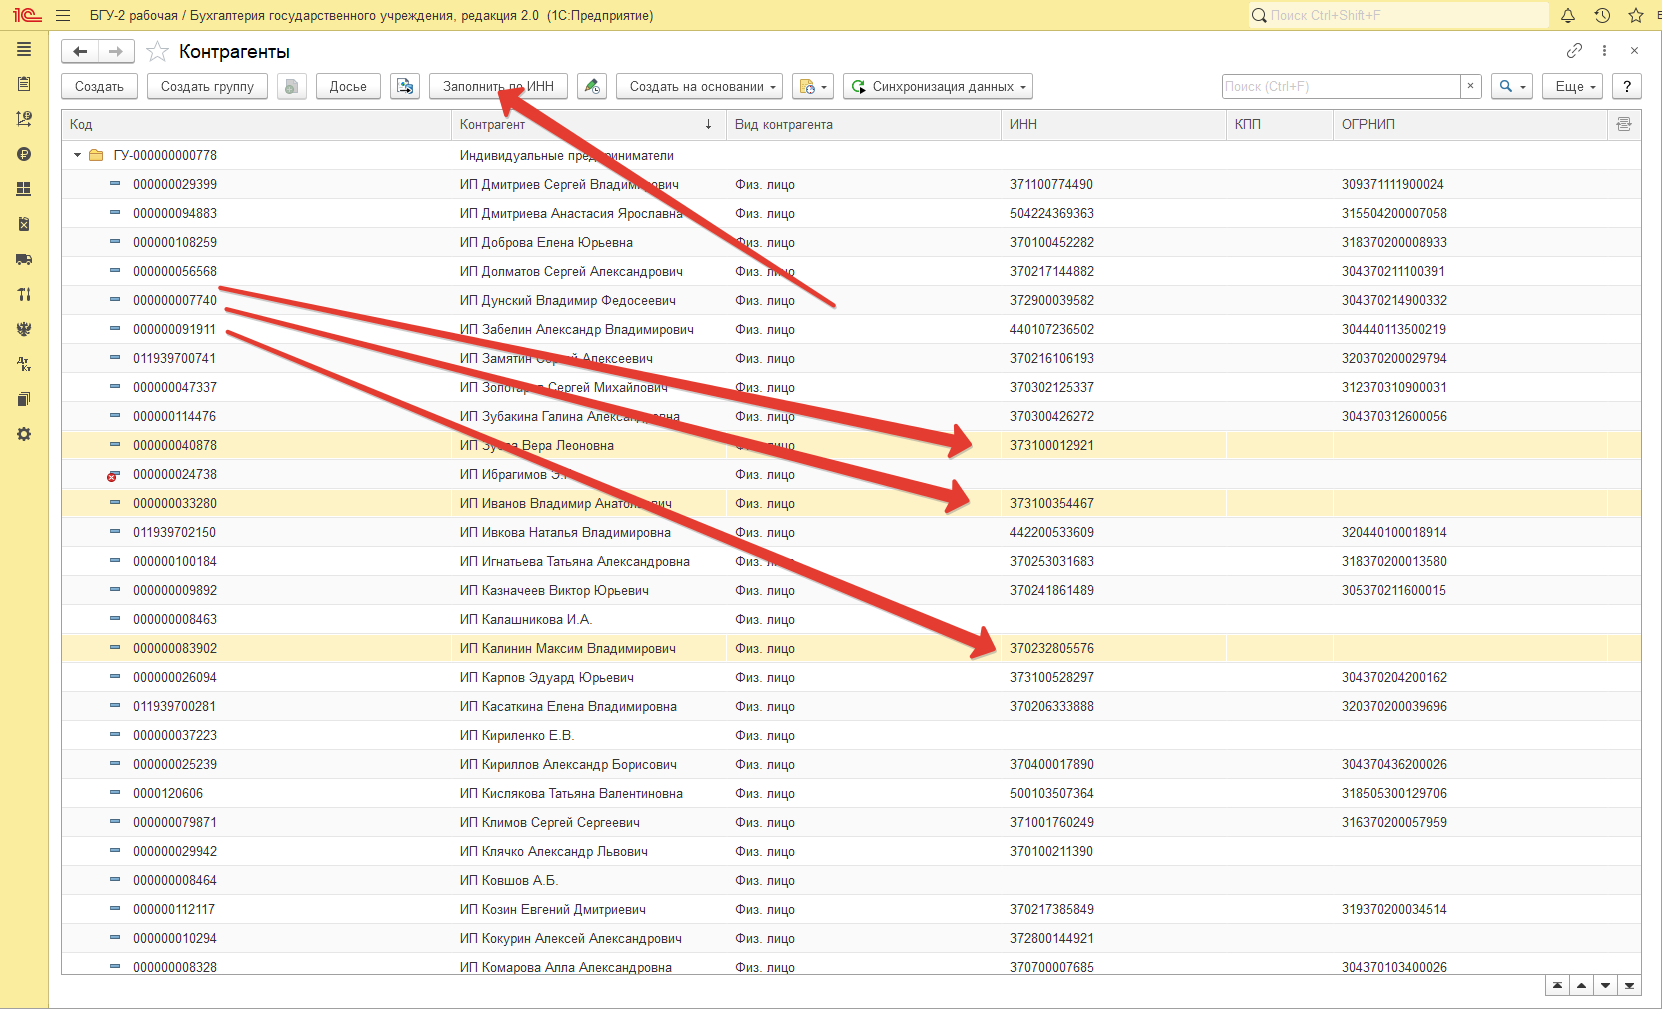 1С БГУ-2 рабочая / Бухгалтерия государственного учреждения, редакция 2.0 (1С:Предприятие) Поиск Ctrl+Shift+F
Контрагенты
Создать Создать группу Досье Заполнить по ИНН Создать на основании Синхронизация данных Поиск (Ctrl+F) × Еще ?
Код Контрагент ↓ Вид контрагента ИНН КПП ОГРНИП
ГУ-000000000778 Индивидуальные предприниматели
000000029399 ИП Дмитриев Сергей Владимирович Физ. лицо 371100774490 309371111900024
000000094883 ИП Дмитриева Анастасия Ярославна Физ. лицо 504224369363 315504200007058
000000108259 ИП Доброва Елена Юрьевна Физ. лицо 370100452282 318370200008933
000000056568 ИП Долматов Сергей Александрович Физ. лицо 370217144882 304370211100391
000000007740 ИП Дунский Владимир Федосеевич Физ. лицо 372900039582 304370214900332
000000091911 ИП Забелин Александр Владимирович Физ. лицо 440107236502 304440113500219
011939700741 ИП Замятин Сергей Алексеевич Физ. лицо 370216106193 320370200029794
000000047337 ИП Золотарев Сергей Михайлович Физ. лицо 370302125337 312370310900031
000000114476 ИП Зубакина Галина Александровна Физ. лицо 370300426272 304370312600056
000000040878 ИП Вера Леоновна Физ. лицо 373100012921
000000024738 ИП Ибрагимов Физ. лицо
000000033280 ИП Иванов Владимир Анатольевич Физ. лицо 373100354467
011939702150 ИП Ивкова Наталья Владимировна Физ. лицо 442200533609 320440100018914
000000100184 ИП Игнатьева Татьяна Александровна Физ. лицо 370253031683 318370200013580
000000009892 ИП Казначеев Виктор Юрьевич Физ. лицо 370241861489 305370211600015
000000008463 ИП Калашникова И.А. Физ. лицо
000000083902 ИП Калинин Максим Владимирович Физ. лицо 370232805576
000000026094 ИП Карпов Эдуард Юрьевич Физ. лицо 373100528297 304370204200162
011939700281 ИП Касаткина Елена Владимировна Физ. лицо 370206333888 320370200039696
000000037223 ИП Кириленко Е.В. Физ. лицо
000000025239 ИП Кириллов Александр Борисович Физ. лицо 370400017890 304370436200026
0000120606 ИП Кислякова Татьяна Валентиновна Физ. лицо 500103507364 318505300129706
000000079871 ИП Климов Сергей Сергеевич Физ. лицо 371001760249 316370200057959
000000029942 ИП Клячко Александр Львович Физ. лицо 370100211390
000000008464 ИП Ковшов А.Б. Физ. лицо
000000112117 ИП Козин Евгений Дмитриевич Физ. лицо 370217385849 319370200034514
000000010294 ИП Кокурин Алексей Александрович Физ. лицо 372800144921
000000008328 ИП Комарова Алла Александровна Физ. лицо 370700007685 304370103400026